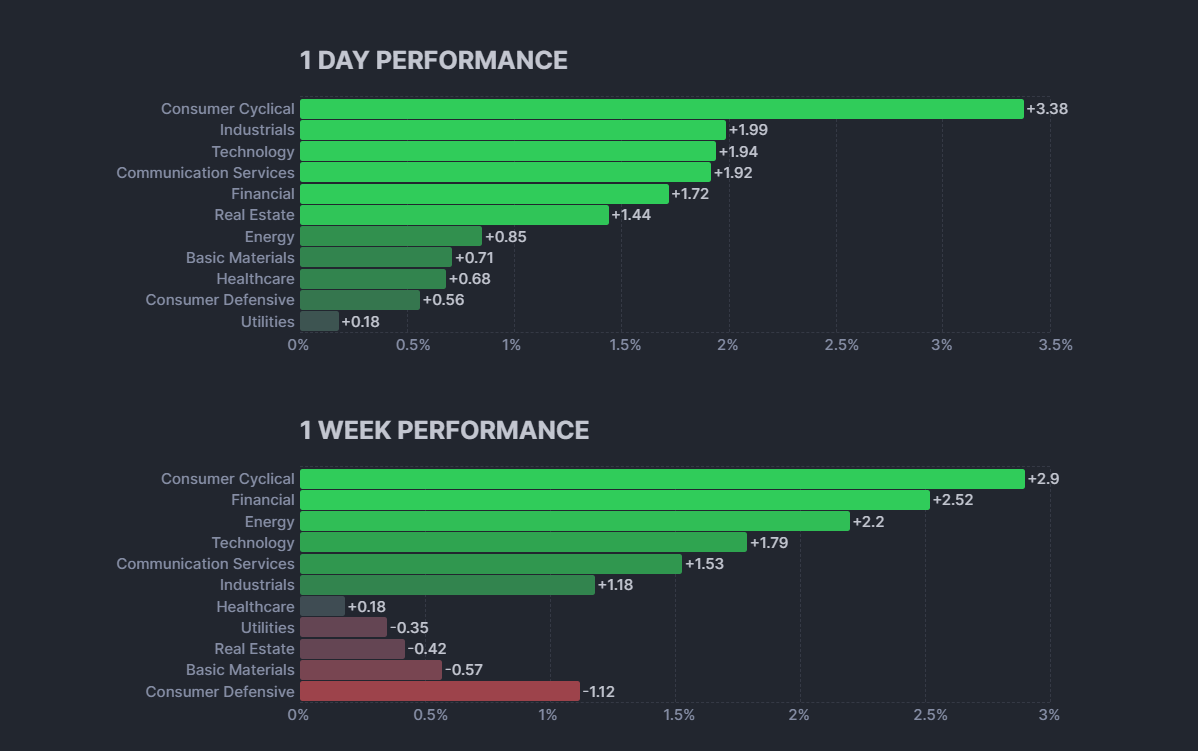 1 DAY PERFORMANCE
Consumer Cyclical +3.38
Industrials +1.99
Technology +1.94
Communication Services +1.92
Financial +1.72
Real Estate +1.44
Energy +0.85
Basic Materials +0.71
Healthcare +0.68
Consumer Defensive +0.56
Utilities +0.18
0% 0.5% 1% 1.5% 2% 2.5% 3% 3.5%
1 WEEK PERFORMANCE
Consumer Cyclical +2.9
Financial +2.52
Energy +2.2
Technology +1.79
Communication Services +1.53
Industrials +1.18
Healthcare +0.18
Utilities -0.35
Real Estate -0.42
Basic Materials -0.57
Consumer Defensive -1.12
0% 0.5% 1% 1.5% 2% 2.5% 3%